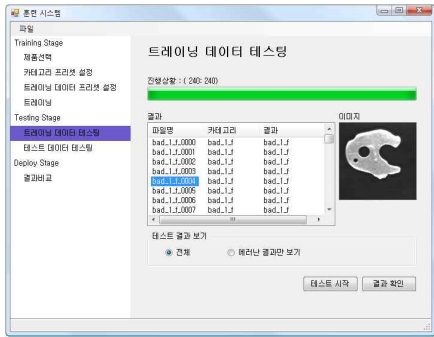 훈련 시스템
파일
Training Stage
제품선택
카테고리 프리셋 설정
트레이닝 데이터 프리셋 설정
트레이닝
Testing Stage
트레이닝 데이터 테스팅
테스트 데이터 테스팅
Deploy Stage
결과비교
트레이닝 데이터 테스팅
진행상황 : ( 240: 240)
결과
이미지
파일명 카테고리 결과
bad_1_f_0000 bad_1_f bad_1_f
bad_1_f_0001 bad_1_f bad_1_f
bad_1_f_0002 bad_1_f bad_1_f
bad_1_f_0003 bad_1_f bad_1_f
bad_1_f_0004 bad_1_f bad_1_f
bad_1_f_0005 bad_1_f bad_1_f
bad_1_f_0006 bad_1_f bad_1_f
bad_1_f_0007 bad_1_f bad_1_f
테스트 결과 보기
전체 에러난 결과만 보기
테스트 시작 결과 확인